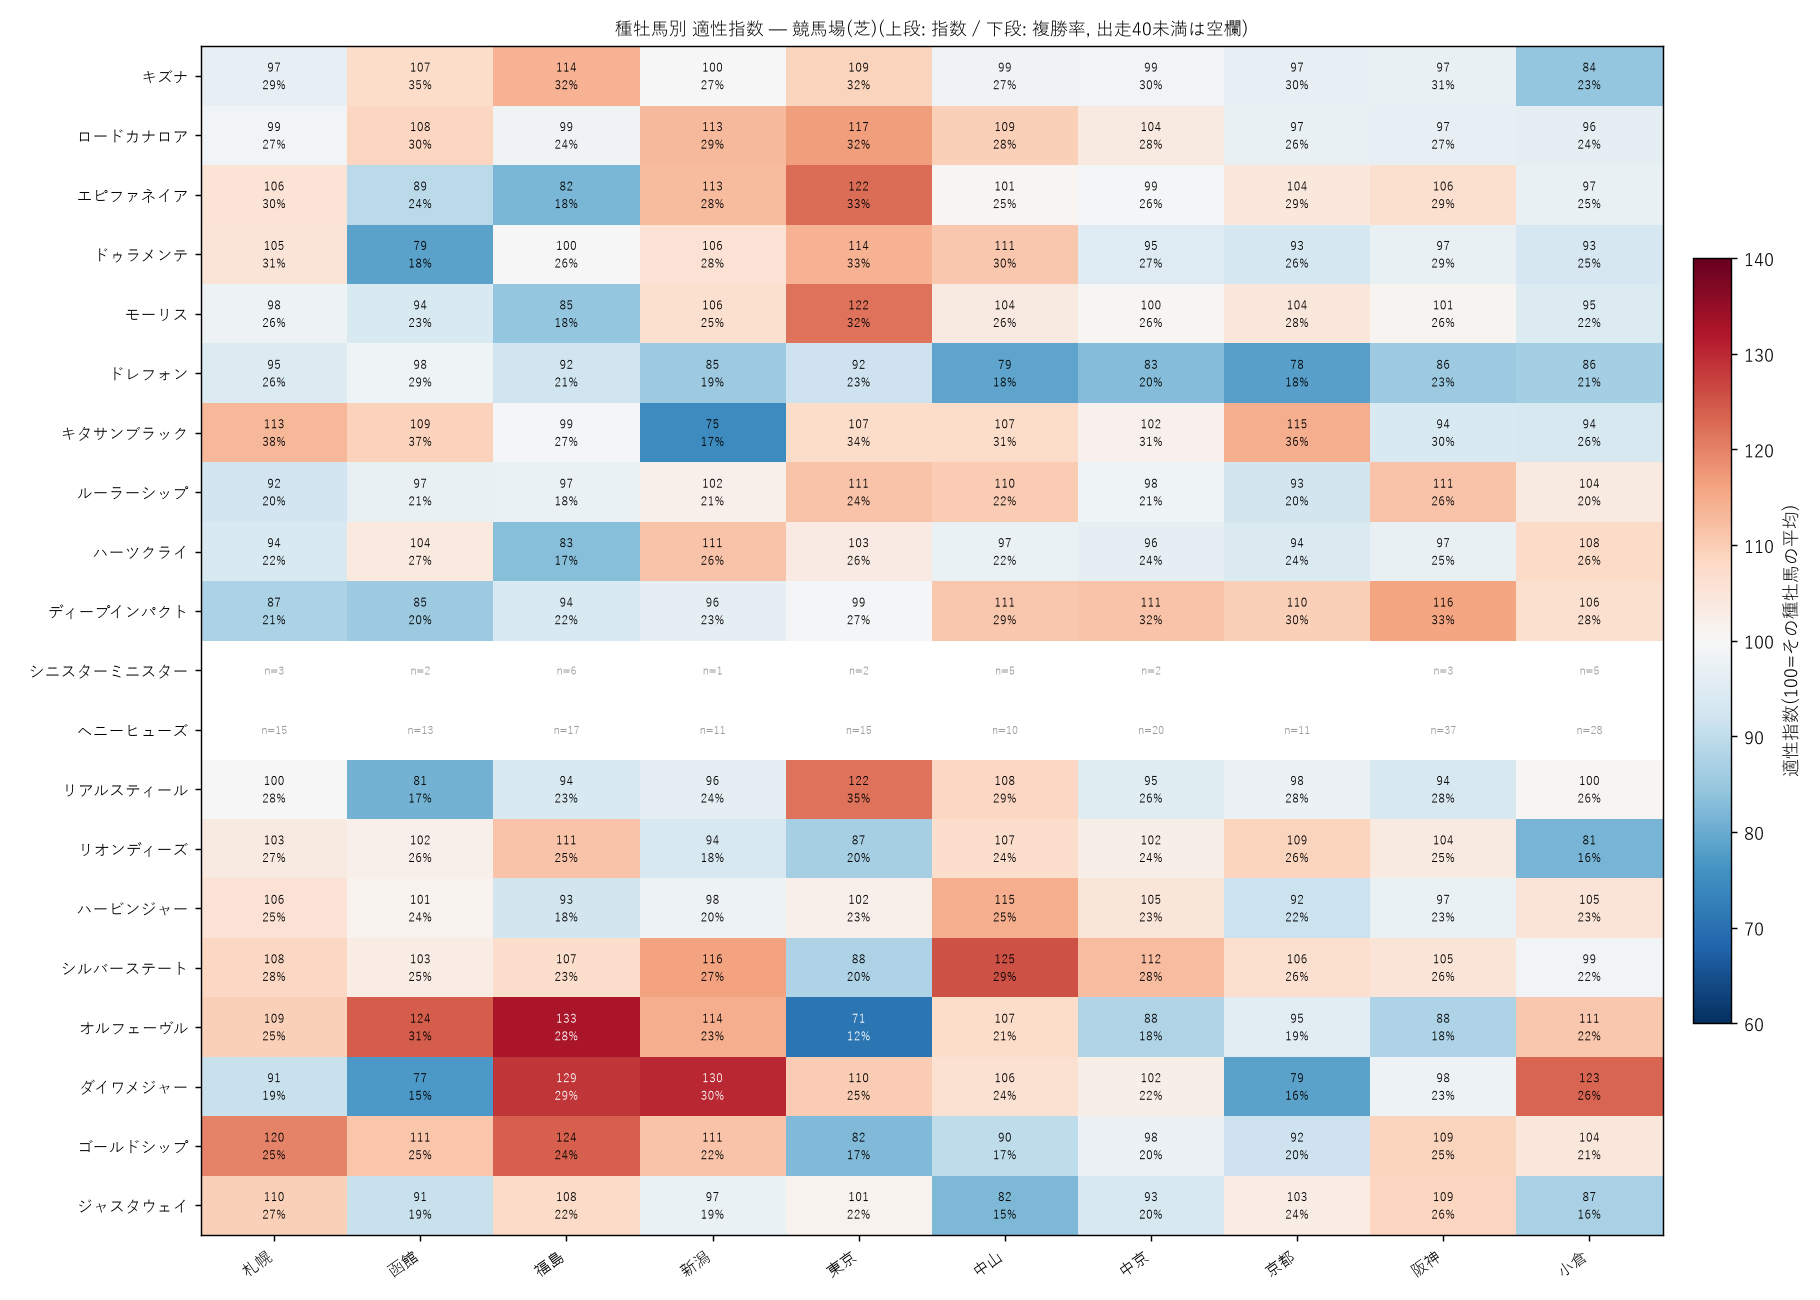 種牡馬別 適性指数 — 競馬場(芝)(上段: 指数 / 下段: 複勝率, 出走40未満は空欄)
キズナ 97 107 114 100 109 99 99 97 97 84
29% 35% 32% 27% 32% 27% 30% 30% 31% 23%
ロードカナロア 99 108 99 113 117 109 104 97 97 96
27% 30% 24% 29% 32% 28% 28% 26% 27% 24%
エピファネイア 106 89 82 113 122 101 99 104 106 97
30% 24% 18% 28% 33% 25% 26% 29% 29% 25%
ドゥラメンテ 105 79 100 106 114 111 95 93 97 93
31% 18% 26% 28% 33% 30% 27% 26% 29% 25%
モーリス 98 94 85 106 122 104 100 104 101 95
26% 23% 18% 25% 32% 26% 26% 28% 26% 22%
ドレフォン 95 98 92 85 92 79 83 78 86 86
26% 29% 21% 19% 23% 18% 20% 18% 23% 21%
キタサンブラック 113 109 99 75 107 107 102 115 94 94
38% 37% 27% 17% 34% 31% 31% 36% 30% 26%
ルーラーシップ 92 97 97 102 111 110 98 93 111 104
20% 21% 18% 21% 24% 22% 21% 20% 26% 20%
ハーツクライ 94 104 83 111 103 97 96 94 97 108
22% 27% 17% 26% 26% 22% 24% 24% 25% 26%
ディープインパクト 87 85 94 96 99 111 111 110 116 106
21% 20% 22% 23% 27% 29% 32% 30% 33% 28%
シニスターミニスター n=3 n=2 n=6 n=1 n=2 n=5 n=2 n=3 n=5
ヘニーヒューズ n=15 n=13 n=17 n=11 n=15 n=10 n=20 n=11 n=37 n=28
リアルスティール 100 81 94 96 122 108 95 98 94 100
28% 17% 23% 24% 35% 29% 26% 28% 28% 26%
リオンディーズ 103 102 111 94 87 107 102 109 104 81
27% 26% 25% 18% 20% 24% 24% 26% 25% 16%
ハービンジャー 106 101 93 98 102 115 105 92 97 105
25% 24% 18% 20% 23% 25% 23% 22% 23% 23%
シルバーステート 108 103 107 116 88 125 112 106 105 99
28% 25% 23% 27% 20% 29% 28% 26% 26% 22%
オルフェーヴル 109 124 133 114 71 107 88 95 88 111
25% 31% 28% 23% 12% 21% 18% 19% 18% 22%
ダイワメジャー 91 77 129 130 110 106 102 79 98 123
19% 15% 29% 30% 25% 24% 22% 16% 23% 26%
ゴールドシップ 120 111 124 111 82 90 98 92 109 104
25% 25% 24% 22% 17% 17% 20% 20% 25% 21%
ジャスタウェイ 110 91 108 97 101 82 93 103 109 87
27% 19% 22% 19% 22% 15% 20% 24% 26% 16%
札幌 函館 福島 新潟 東京 中山 中京 京都 阪神 小倉
140
130
120
110
100
90
80
70
60
適性指数(100=その種牡馬の平均)